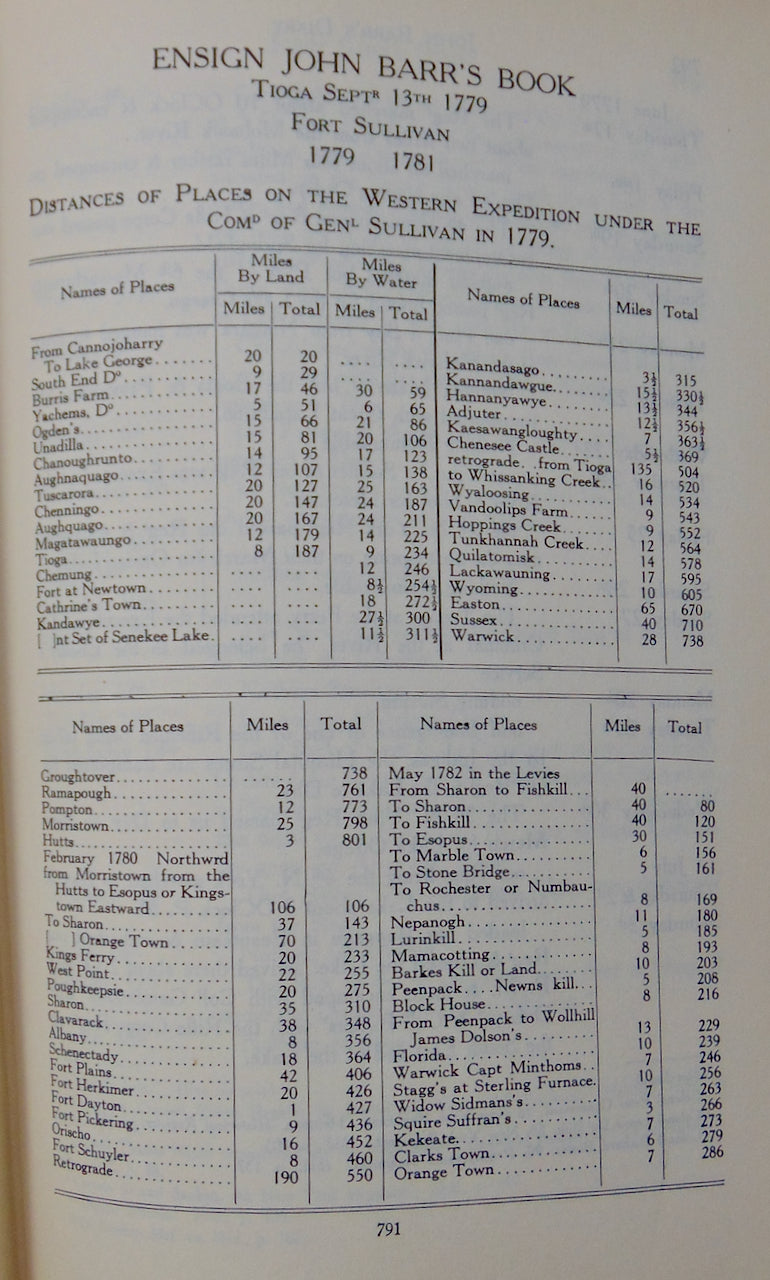 ENSIGN JOHN BARR'S BOOK
TIOGA SEPTR 13TH 1779
FORT SULLIVAN
1779 1781
DISTANCES OF PLACES ON THE WESTERN EXPEDITION UNDER THE
COMD OF GENL SULLIVAN IN 1779.
Names of Places
Miles
By Land
Miles
By Water
Miles Total Miles Total
From Cannojoharry
To Lake George....... 20 20 .... ....
South End Do........... 9 29 .... ....
Burris Farm............ 17 46 30 59
Yachems, Do............ 5 51 6 65
Ogden's................ 15 66 21 86
Unadilla............... 15 81 20 106
Chanoughrunto.......... 14 95 17 123
Aughnaquago............ 12 107 15 138
Tuscarora.............. 20 127 25 163
Chenningo.............. 20 147 24 187
Aughquago.............. 20 167 24 211
Magatawaungo........... 12 179 14 225
Tioga.................. 8 187 9 234
Chemung................ .... .... 12 246
Fort at Newtown........ .... .... 8½ 254½
Cathrine's Town........ .... .... 18 272½
Kandawye............... .... .... 27½ 300
[ ]nt Set of Senekee Lake. .... .... 11½ 311½
Names of Places Miles Total
Kanandasago......... 3½ 315
Kannandawgue........ 15½ 330½
Hannanyawye......... 13½ 344
Adjuter............. 12½ 356½
Kaesawangloughty.... 7 363½
Chenesee Castle..... 5½ 369
retrograde. .from Tioga 135 504
to Whissanking Creek.. 16 520
Wyaloosing.......... 14 534
Vandoolips Farm..... 9 543
Hoppings Creek...... 9 552
Tunkhannah Creek.... 12 564
Quilatomisk......... 14 578
Lackawauning........ 17 595
Wyoming............. 10 605
Easton.............. 65 670
Sussex.............. 40 710
Warwick............. 28 738
Names of Places Miles Total
Groughtover............. ...... 738
Ramapough............... 23 761
Pompton................. 12 773
Morristown.............. 25 798
Hutts................... 3 801
February 1780 Northwrd
from Morristown from the
Hutts to Esopus or Kings-
town Eastward.......... 106 106
To Sharon............... 37 143
[ ] Orange Town....... 70 213
Kings Ferry............. 20 233
West Point.............. 22 255
Poughkeepsie............ 20 275
Sharon.................. 35 310
Clavarack............... 38 348
Albany.................. 8 356
Schenectady............. 18 364
Fort Plains............. 42 406
Fort Herkimer........... 20 426
Fort Dayton............. 1 427
Fort Pickering.......... 9 436
Orischo................. 16 452
Fort Schuyler........... 8 460
Retrograde.............. 190 550
Names of Places Miles Total
May 1782 in the Levies
From Sharon to Fishkill... 40 .......
To Sharon............... 40 80
To Fishkill............. 40 120
To Esopus............... 30 151
To Marble Town.......... 6 156
To Stone Bridge......... 5 161
To Rochester or Numbau-
chus................... 8 169
Nepanogh................ 11 180
Lurinkill............... 5 185
Mamacotting............. 8 193
Barkes Kill or Land..... 10 203
Peenpack....Newns kill... 5 208
Block House............. 8 216
From Peenpack to Wollhill
James Dolson's......... 13 229
Florida................. 10 239
Warwick Capt Minthoms.. 7 246
Stagg's at Sterling Furnace. 10 256
Widow Sidmans's......... 7 263
Squire Suffran's........ 3 266
Kekeate................. 7 273
Clarks Town............. 6 279
Orange Town............. 7 286
791